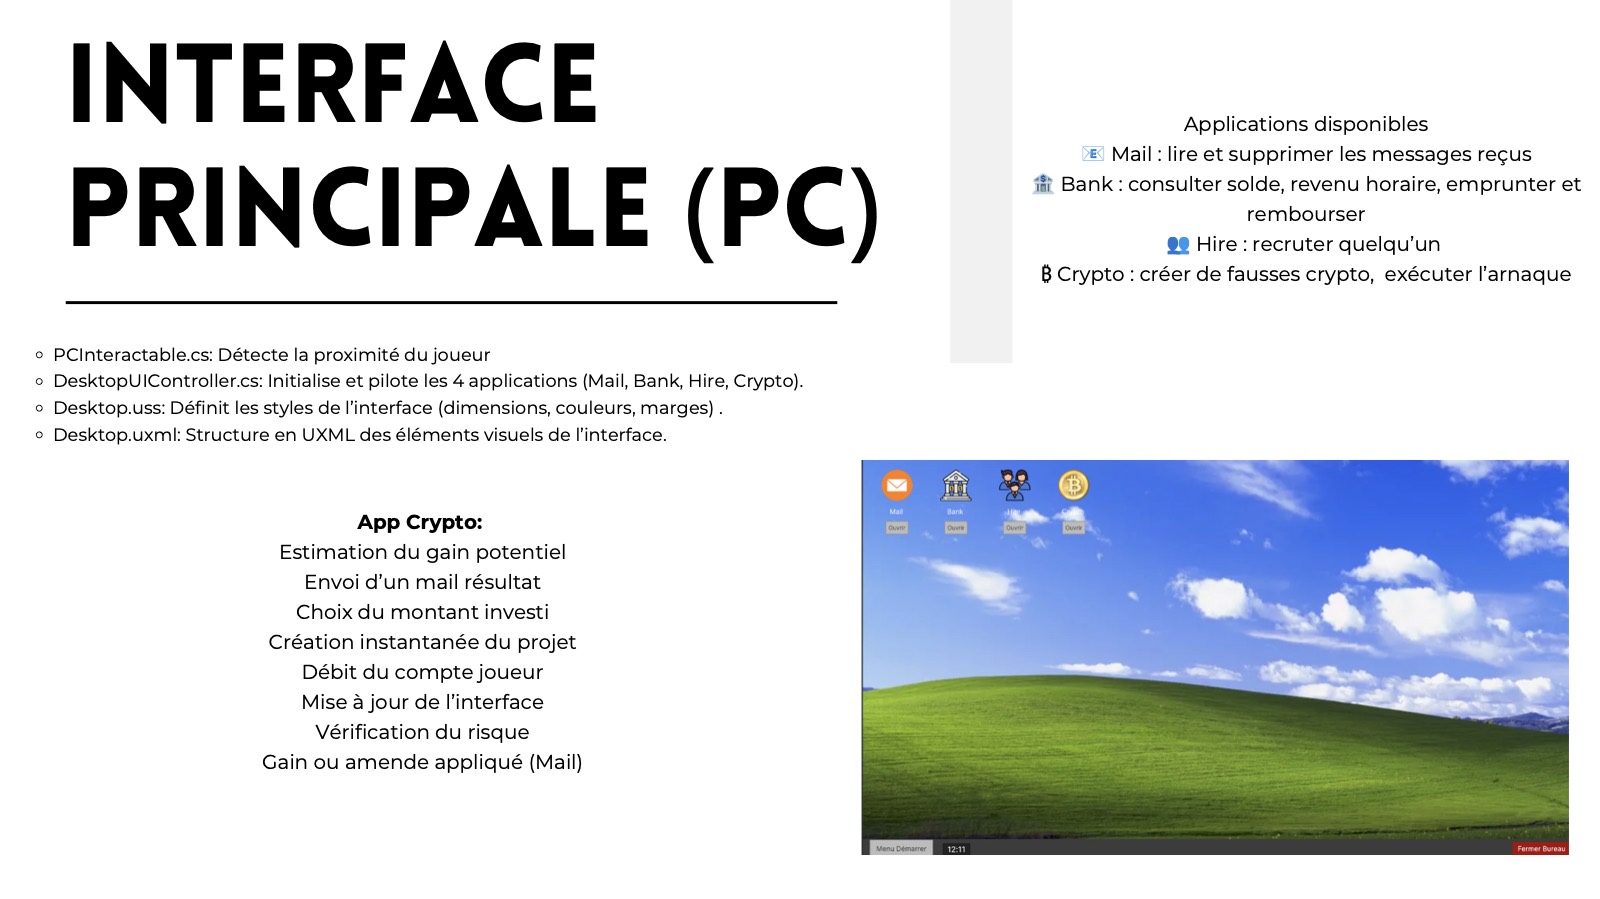 INTERFACE
PRINCIPALE (PC)
PCInteractable.cs: Détecte la proximité du joueur
DesktopUIController.cs: Initialise et pilote les 4 applications (Mail, Bank, Hire, Crypto).
Desktop.uss: Définit les styles de l’interface (dimensions, couleurs, marges) .
Desktop.uxml: Structure en UXML des éléments visuels de l’interface.
App Crypto:
Estimation du gain potentiel
Envoi d’un mail résultat
Choix du montant investi
Création instantanée du projet
Débit du compte joueur
Mise à jour de l’interface
Vérification du risque
Gain ou amende appliqué (Mail)
Applications disponibles
📧 Mail : lire et supprimer les messages reçus
🏦 Bank : consulter solde, revenu horaire, emprunter et
rembourser
👥 Hire : recruter quelqu’un
₿ Crypto : créer de fausses crypto,  exécuter l’arnaque
Mail Bank
Ouvrir Ouvrir Ouvrir Ouvrir
Menu Démarrer 12:11 Fermer Bureau